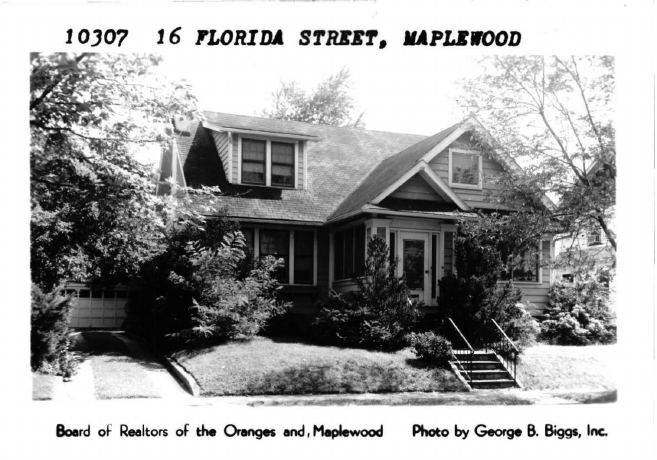 10307 16 FLORIDA STREET, MAPLEWOOD
Board of Realtors of the Oranges and, Maplewood Photo by George B. Biggs, Inc.